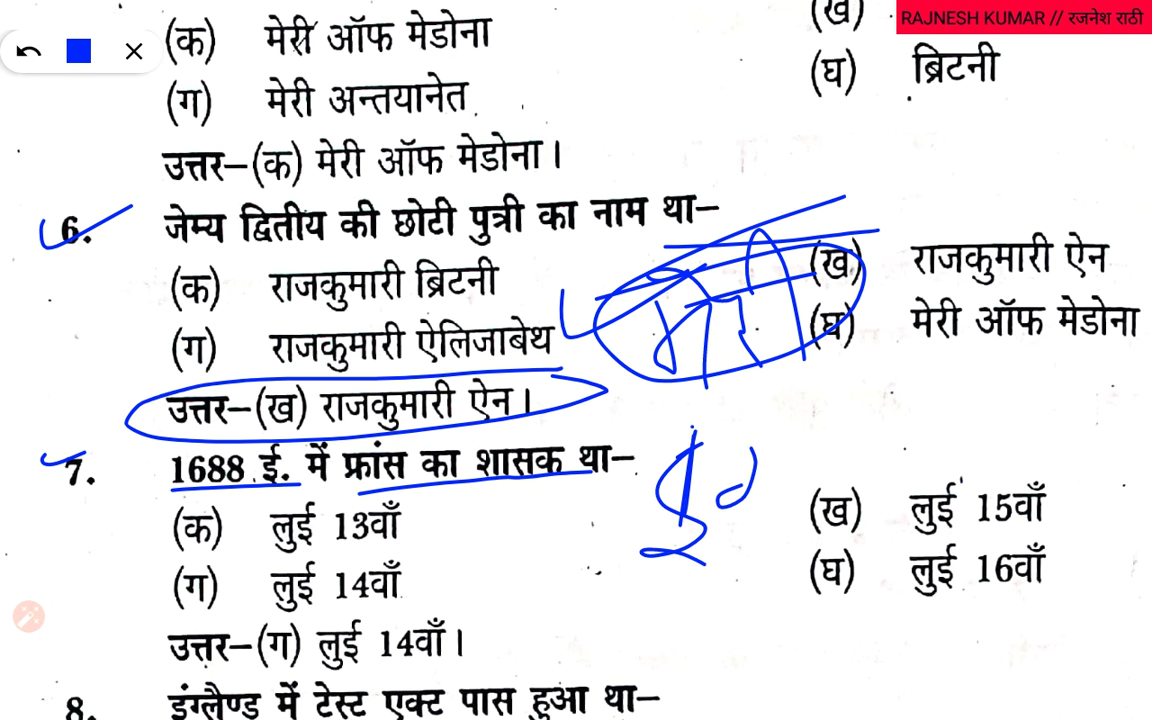 RAJNESH KUMAR // रजनेश राठी
(क) मेरी ऑफ मेडोना (ख)
(ग) मेरी अन्तयानेत (घ) ब्रिटनी
उत्तर–(क) मेरी ऑफ मेडोना।
6. जेम्य द्वितीय की छोटी पुत्री का नाम था–
(क) राजकुमारी ब्रिटनी (ख) राजकुमारी ऐन
(ग) राजकुमारी ऐलिजाबेथ (घ) मेरी ऑफ मेडोना
उत्तर–(ख) राजकुमारी ऐन।
7. 1688 ई. में फ्रांस का शासक था–
(क) लुई 13वाँ (ख) लुई 15वाँ
(ग) लुई 14वाँ (घ) लुई 16वाँ
उत्तर–(ग) लुई 14वाँ।
8. इंग्लैण्ड में टेस्ट एक्ट पास हुआ था–